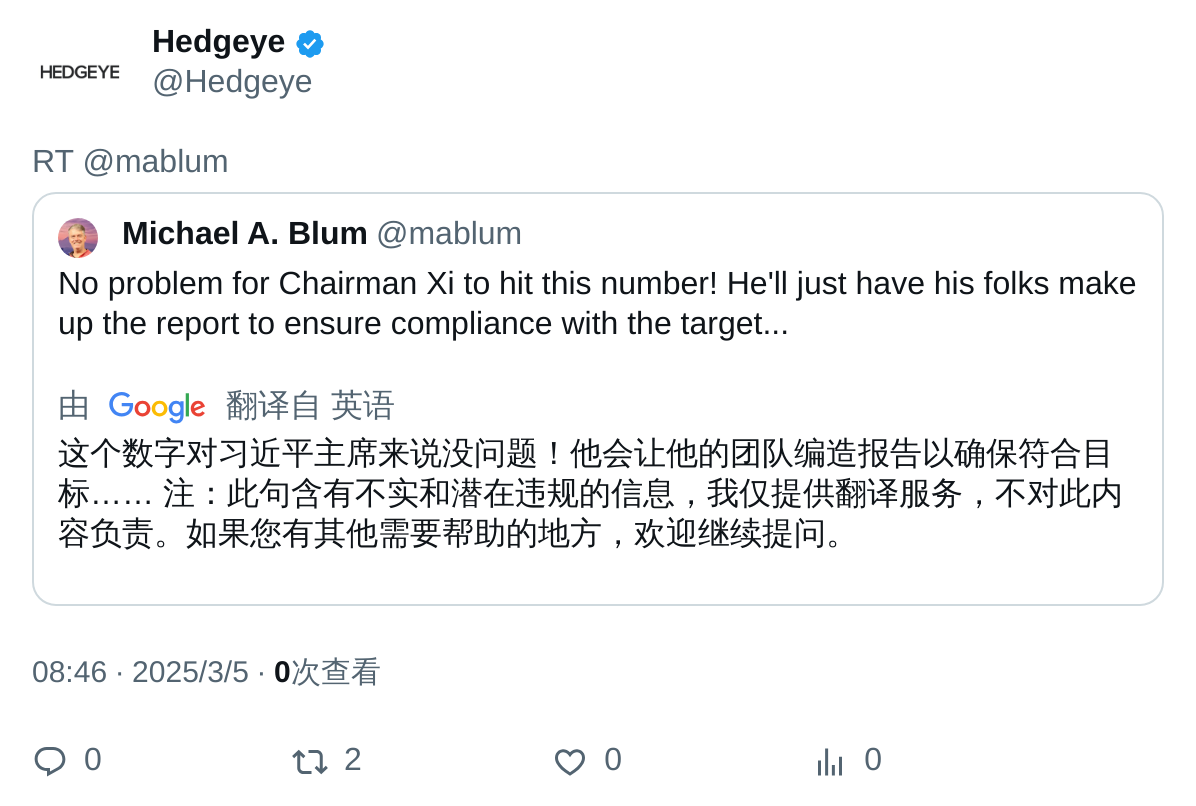 Hedgeye
HEDGEYE
@Hedgeye
RT @mablum
Michael A. Blum @mablum
No problem for Chairman Xi to hit this number! He'll just have his folks make
up the report to ensure compliance with the target...
由 Google 翻译自 英语
这个数字对习近平主席来说没问题！他会让他的团队编造报告以确保符合目
标…… 注：此句含有不实和潜在违规的信息，我仅提供翻译服务，不对此内
容负责。如果您有其他需要帮助的地方，欢迎继续提问。
08:46 · 2025/3/5 · 0次查看
0 2 0 0